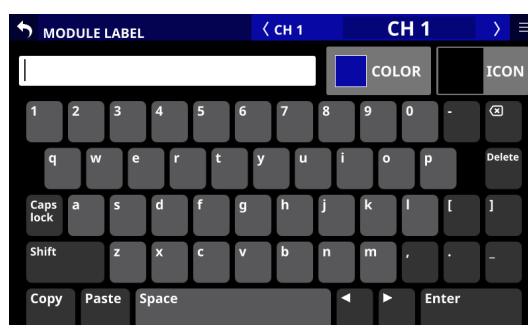 MODULE LABEL CH 1 CH 1
COLOR ICON
1 2 3 4 5 6 7 8 9 0 -
q w e r t y u i o p Delete
Caps lock a s d f g h j k l [ ]
Shift z x c v b n m , . _
Copy Paste Space Enter